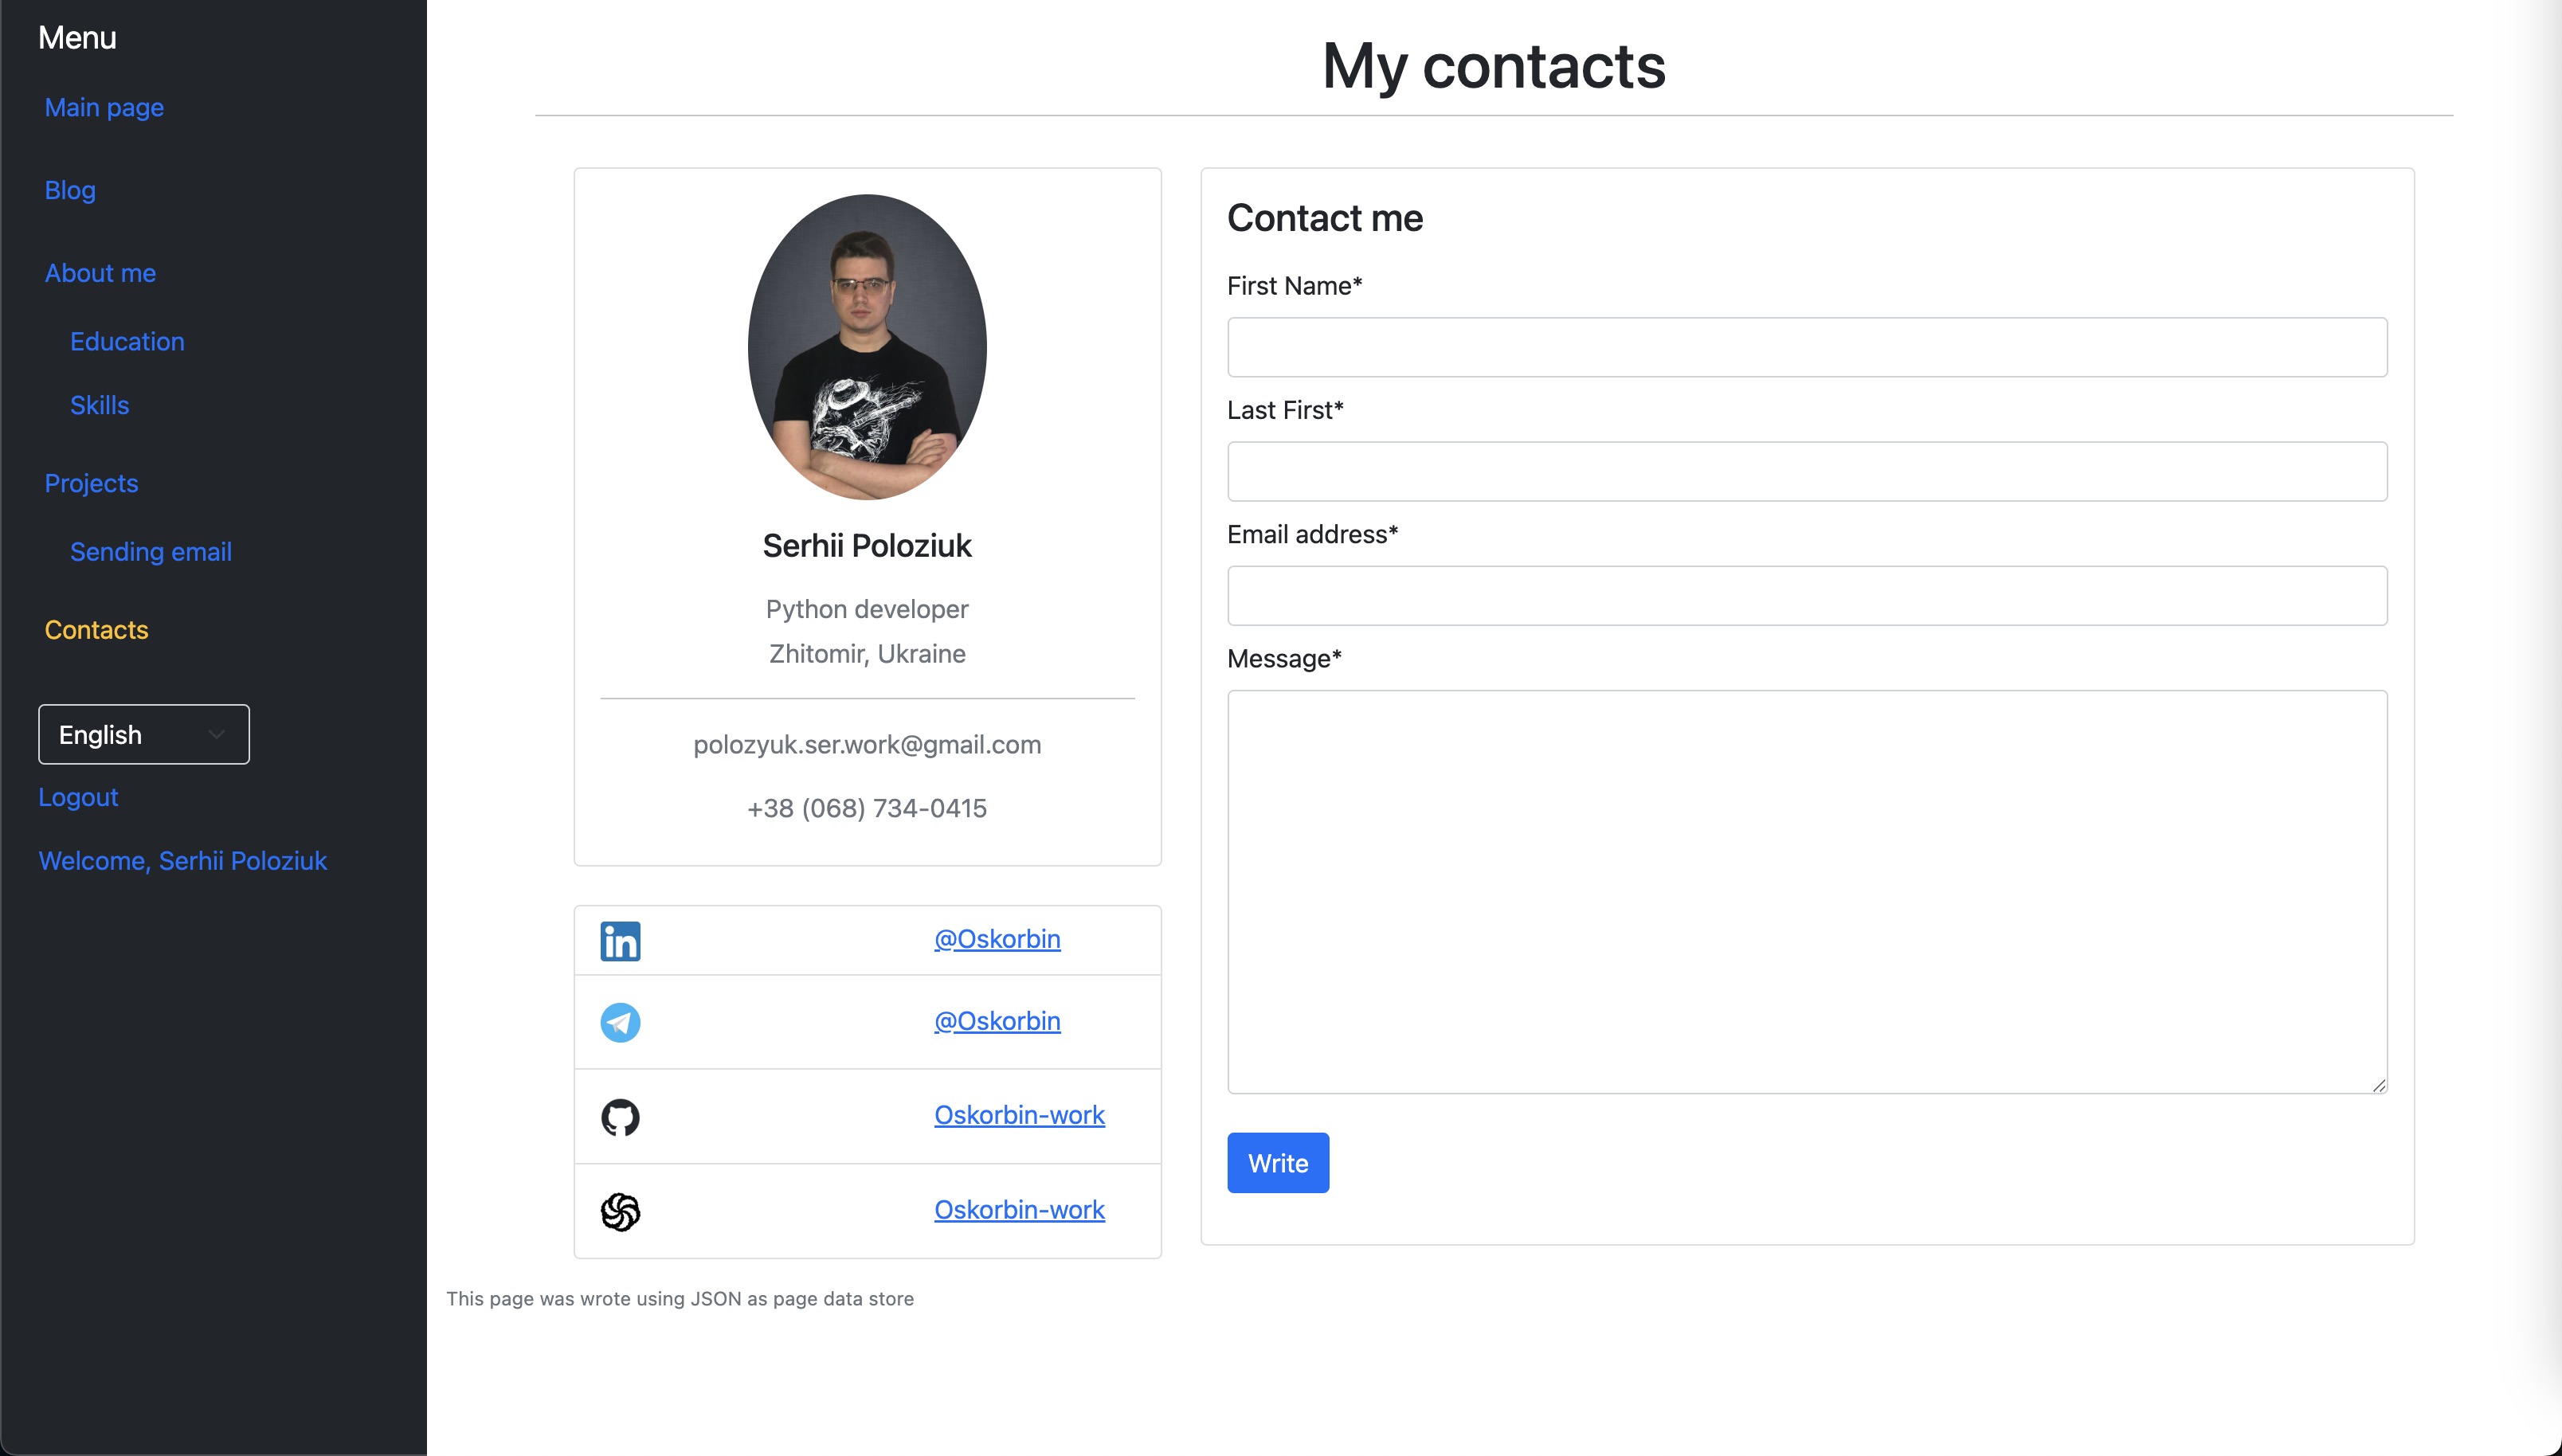 Menu
Main page
Blog
About me
Education
Skills
Projects
Sending email
Contacts
English
Logout
Welcome, Serhii Poloziuk
My contacts
Serhii Poloziuk
Python developer
Zhitomir, Ukraine
polozyuk.ser.work@gmail.com
+38 (068) 734-0415
in
@Oskorbin
@Oskorbin
Oskorbin-work
Oskorbin-work
Contact me
First Name*
Last First*
Email address*
Message*
Write
This page was wrote using JSON as page data store